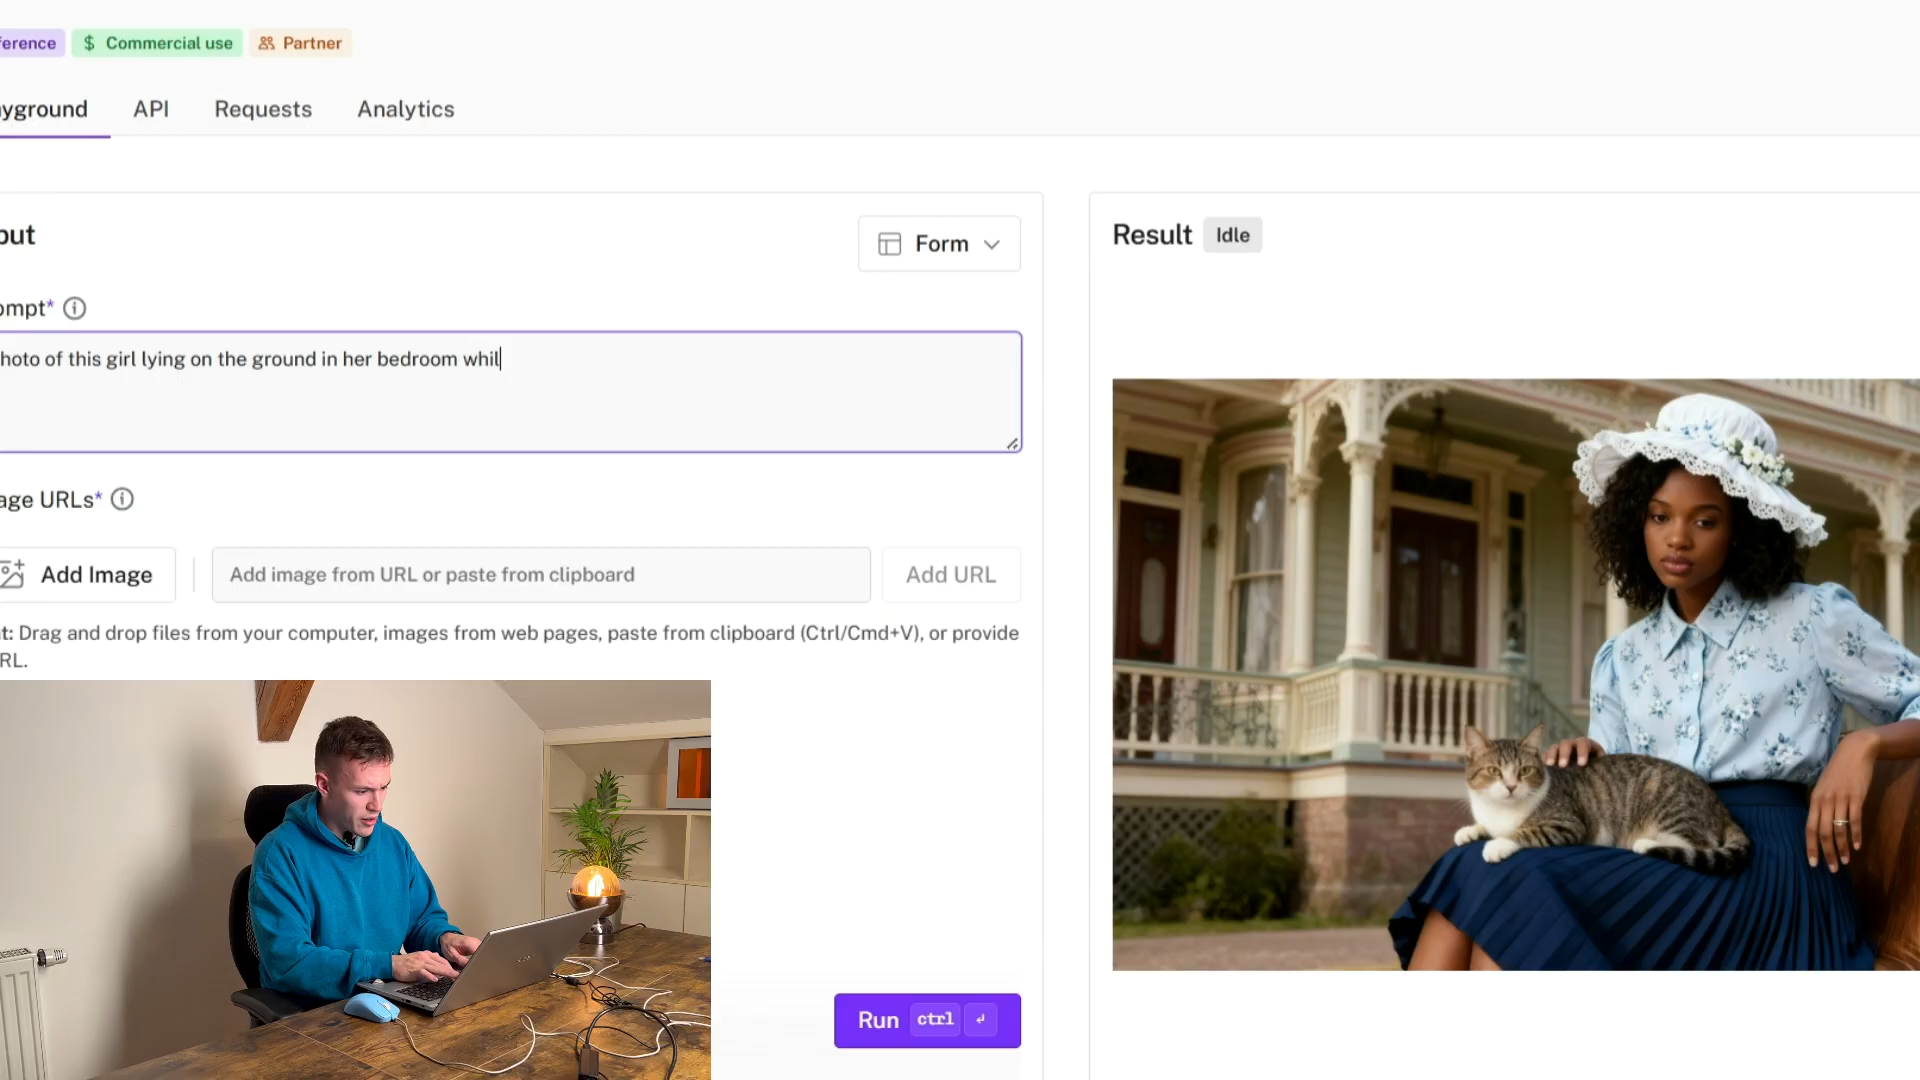 ference $ Commercial use Partner
yground API Requests Analytics
out
Form
ompt*
hoto of this girl lying on the ground in her bedroom whil
age URLs*
Add Image Add image from URL or paste from clipboard Add URL
t: Drag and drop files from your computer, images from web pages, paste from clipboard (Ctrl/Cmd+V), or provide
RL.
Run ctrl ↲
Result Idle